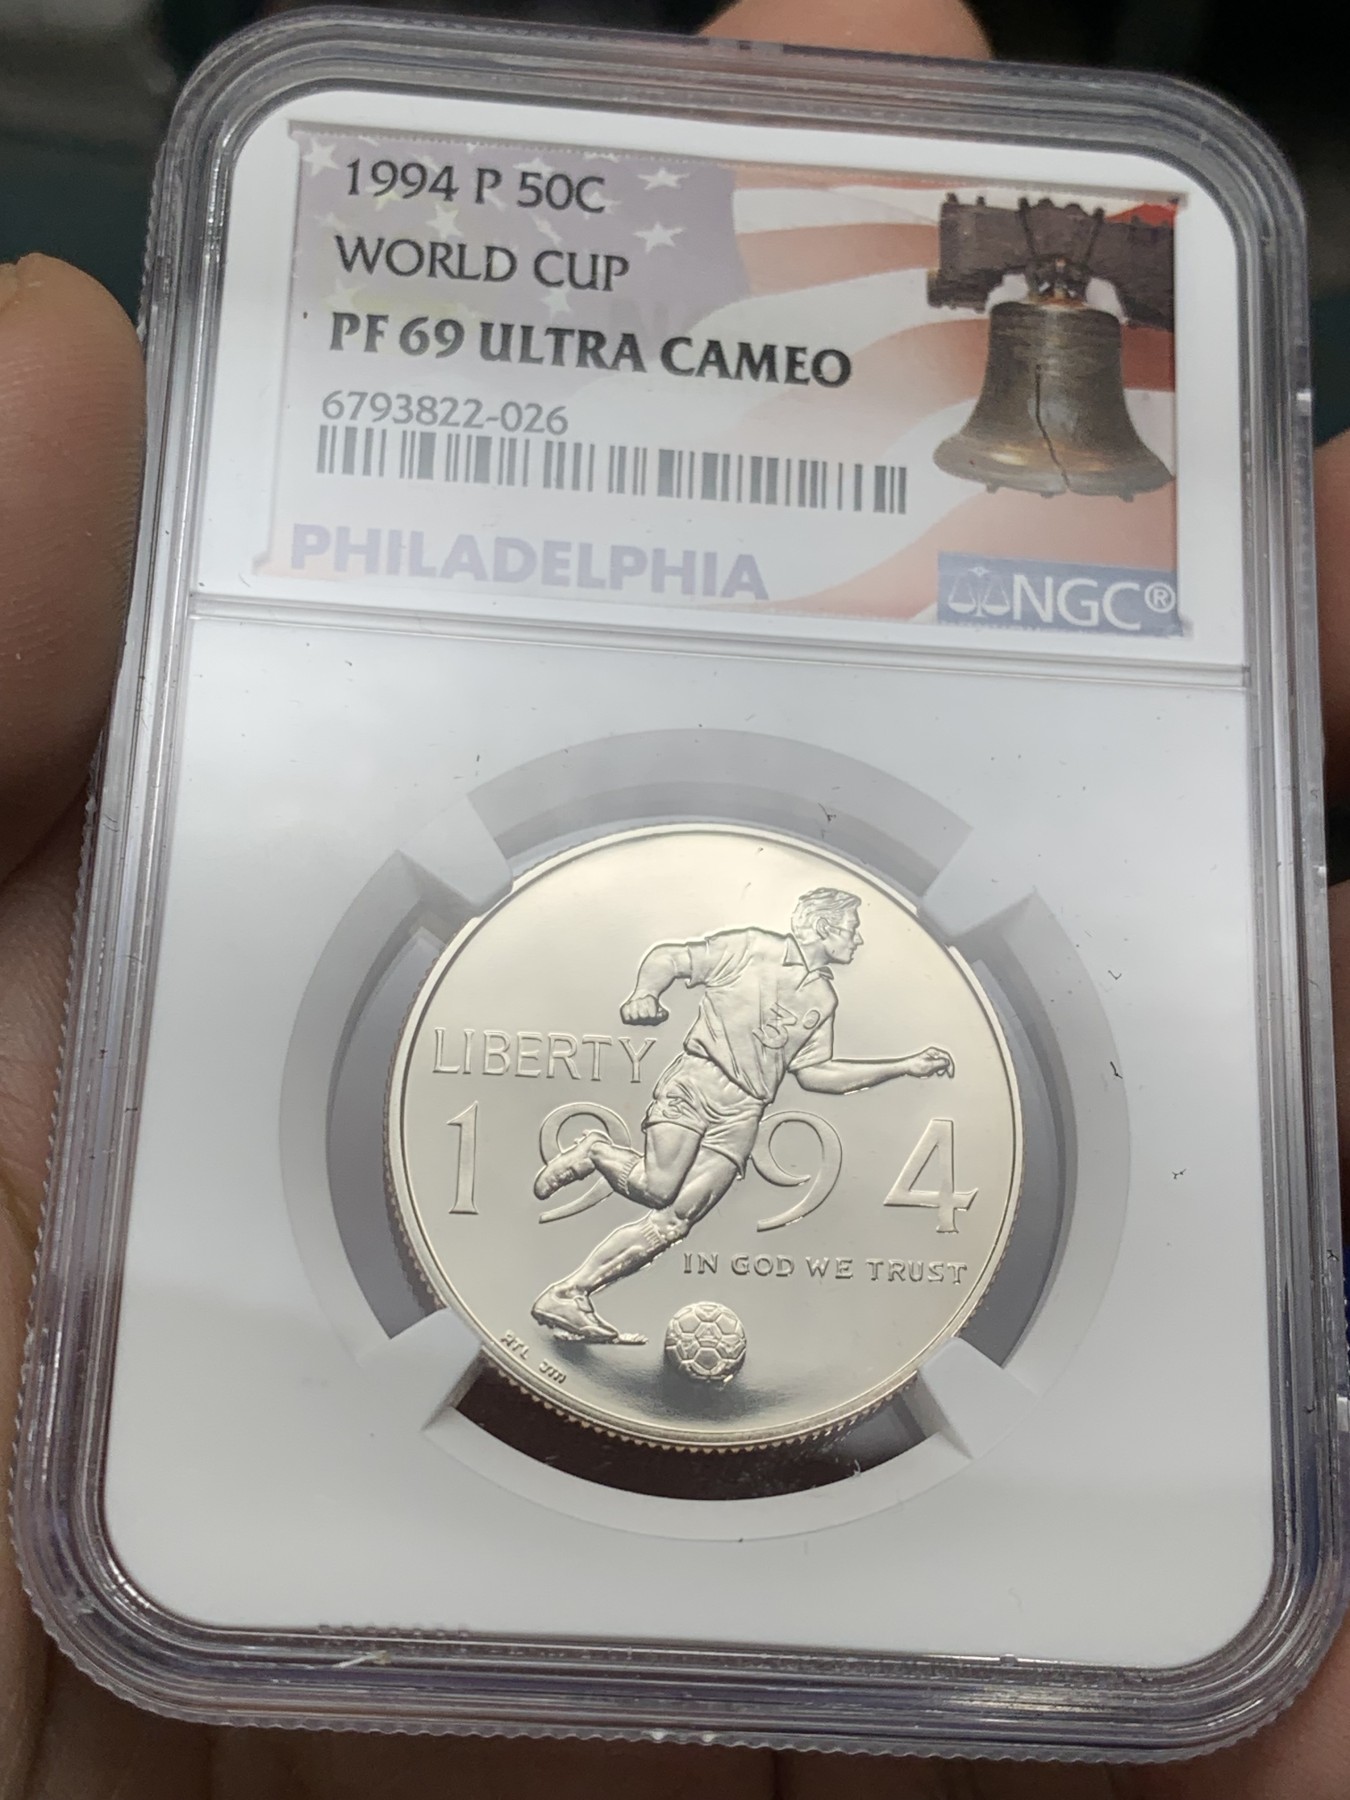 1994 P 50C
WORLD CUP
PF 69 ULTRA CAMEO
6793822-026
PHILADELPHIA
NGC®
LIBERTY
1994
IN GOD WE TRUST